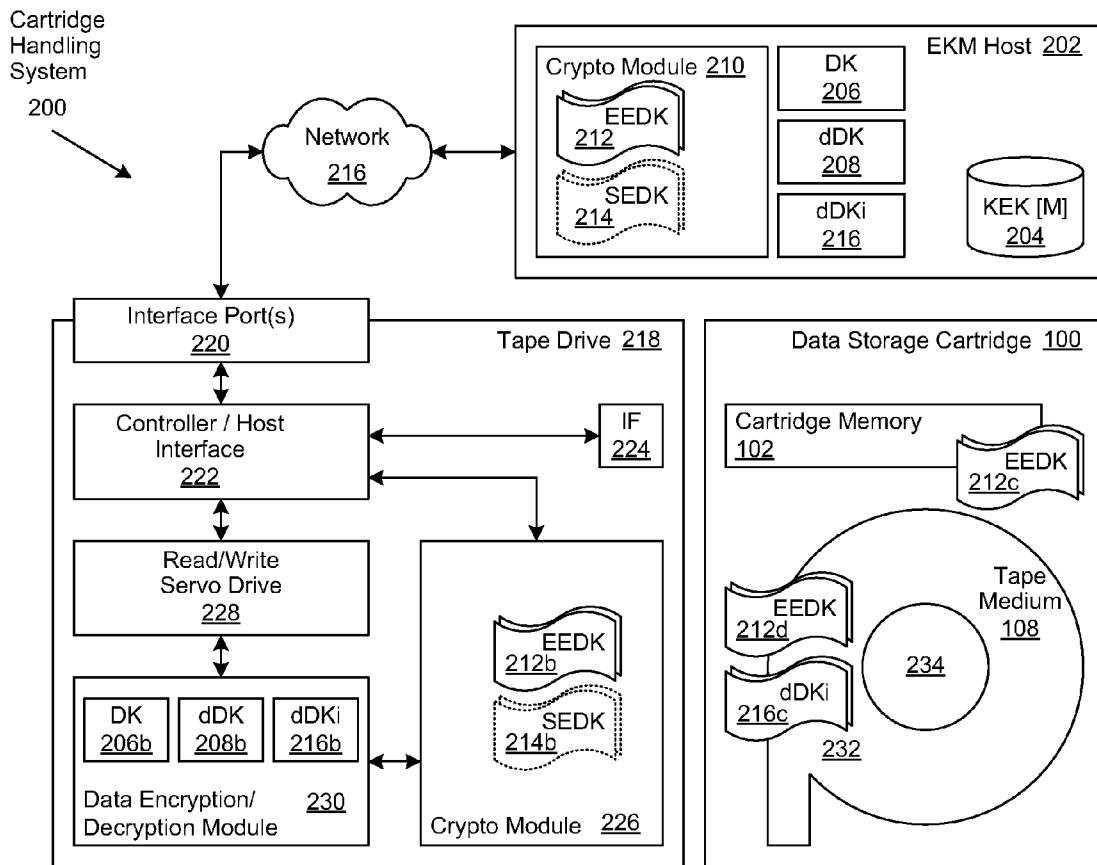 Cartridge
Handling
System
200
Network
216
EKM Host 202
Crypto Module 210
EEDK
212
SEDK
214
DK
206
dDK
208
dDKi
216
KEK [M]
204
Interface Port(s)
220
Tape Drive 218
Controller / Host
Interface
222
IF
224
Read/Write
Servo Drive
228
EEDK
212b
SEDK
214b
DK
206b
dDK
208b
dDKi
216b
Data Encryption/
Decryption Module
230
Crypto Module 226
Data Storage Cartridge 100
Cartridge Memory
102
EEDK
212c
Tape
Medium
108
EEDK
212d
dDKi
216c
234
232